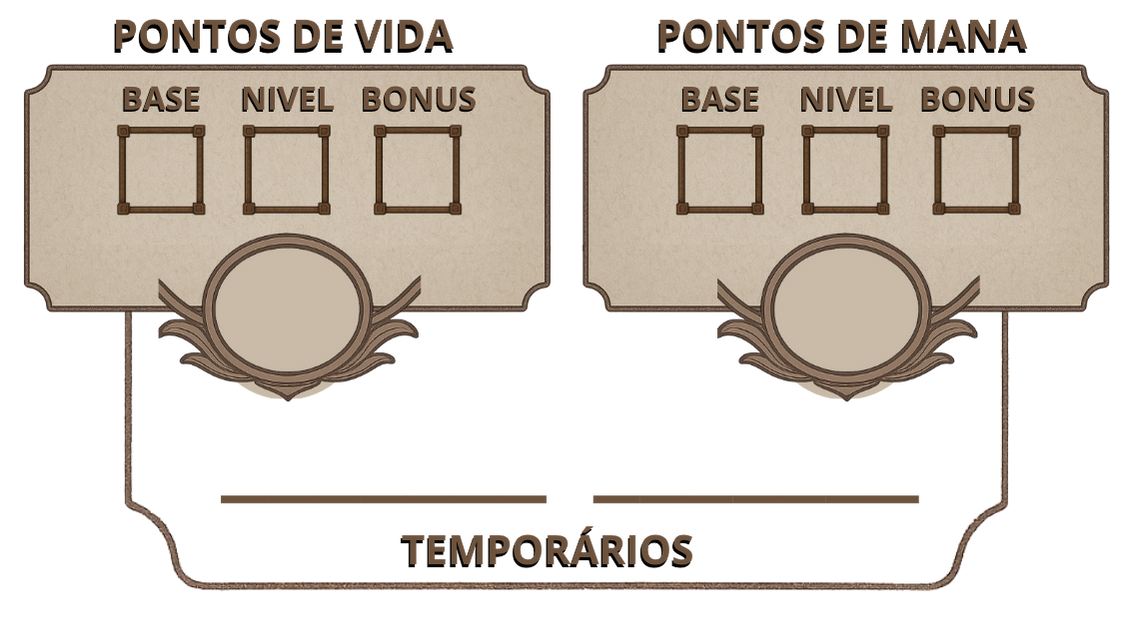 PONTOS DE VIDA
PONTOS DE MANA
BASE NIVEL BONUS
BASE NIVEL BONUS
TEMPORÁRIOS